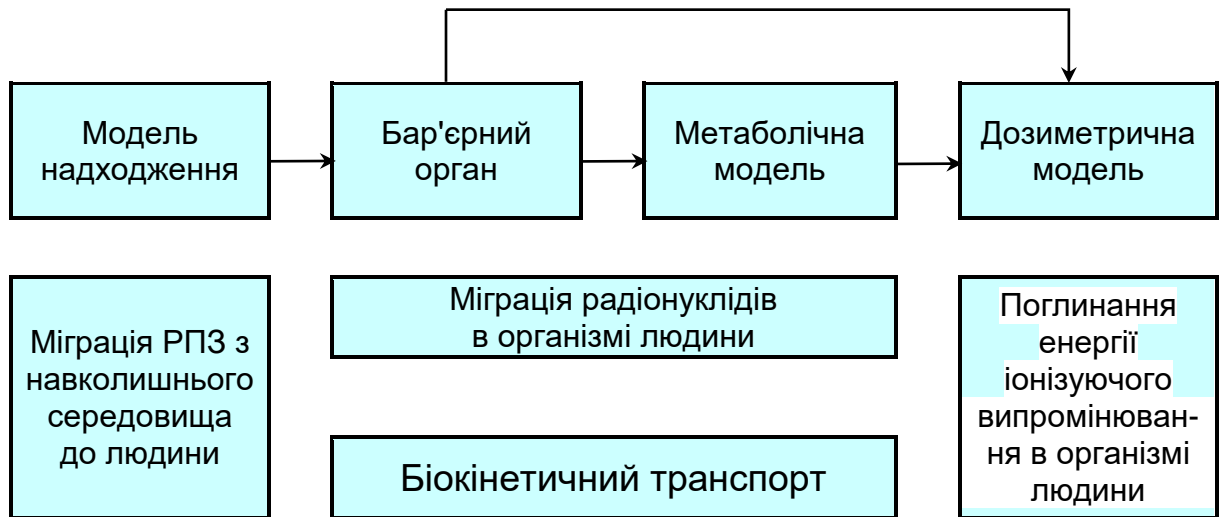 Модель
надходження
Бар'єрний
орган
Метаболічна
модель
Дозиметрична
модель
Міграція РПЗ з
навколишнього
середовища
до людини
Міграція радіонуклідів
в організмі людини
Біокінетичний транспорт
Поглинання
енергії
іонізуючого
випромінюван-
ня в організмі
людини